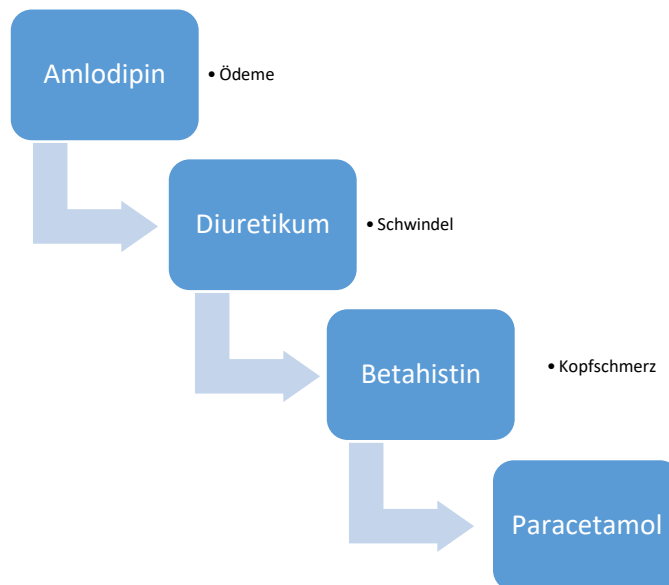 Amlodipin
• Ödeme
Diuretikum
• Schwindel
Betahistin
• Kopfschmerz
Paracetamol